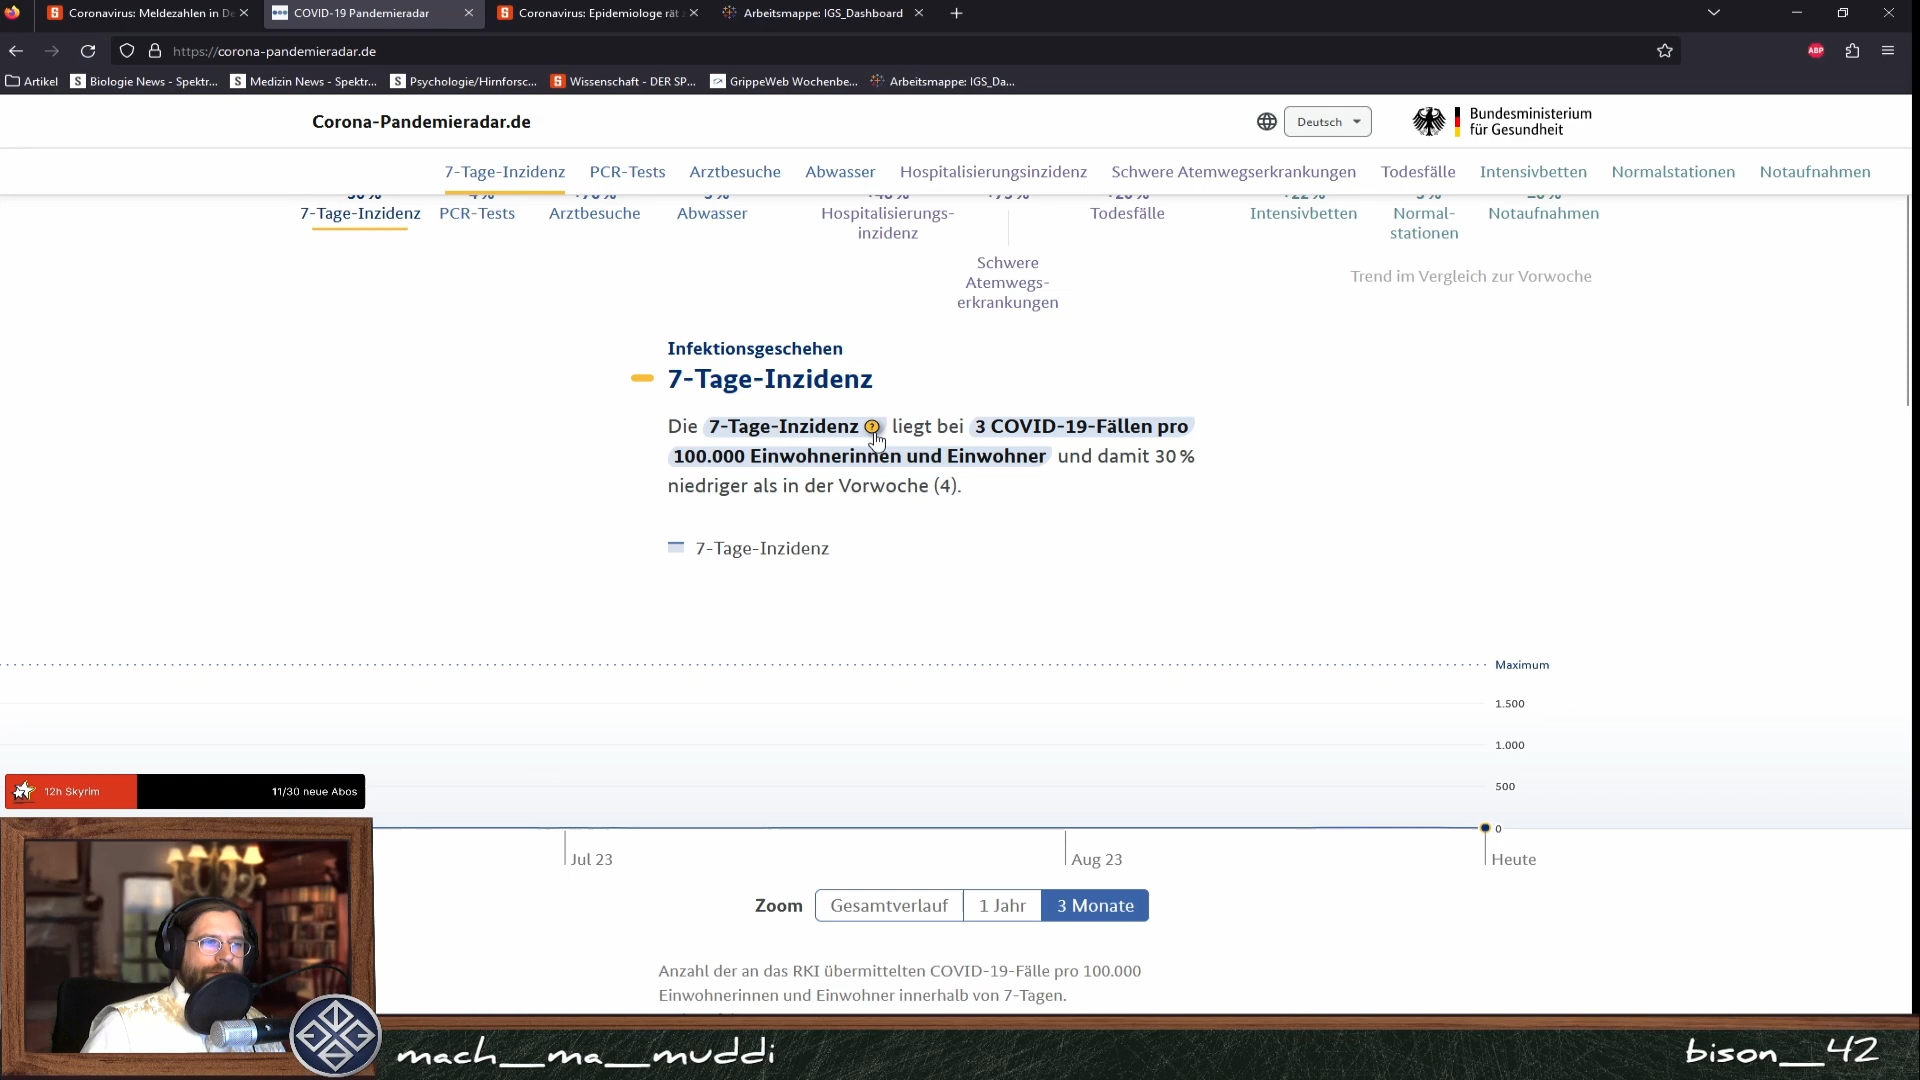 Coronavirus: Meldezahlen in De
COVID-19 Pandemieradar
Coronavirus: Epidemiologe rät
Arbeitsmappe: IGS_Dashboard
https://corona-pandemieradar.de
ABP
Artikel
Biologie News - Spektr...
Medizin News - Spektr...
Psychologie/Hirnforsc...
Wissenschaft - DER SP...
GrippeWeb Wochenbe...
Arbeitsmappe: IGS_Da...
Corona-Pandemieradar.de
Deutsch
Bundesministerium
für Gesundheit
7-Tage-Inzidenz PCR-Tests Arztbesuche Abwasser Hospitalisierungsinzidenz Schwere Atemwegserkrankungen Todesfälle Intensivbetten Normalstationen Notaufnahmen
7-Tage-Inzidenz PCR-Tests Arztbesuche Abwasser Hospitalisierungs- Todesfälle Intensivbetten Normal- Notaufnahmen
inzidenz stationen
Schwere
Atemwegs-
erkrankungen
Trend im Vergleich zur Vorwoche
Infektionsgeschehen
7-Tage-Inzidenz
Die 7-Tage-Inzidenz ? liegt bei 3 COVID-19-Fällen pro
100.000 Einwohnerinnen und Einwohner und damit 30 %
niedriger als in der Vorwoche (4).
7-Tage-Inzidenz
Maximum
1.500
1.000
500
0
Jul 23
Aug 23
Heute
Zoom Gesamtverlauf 1 Jahr 3 Monate
Anzahl der an das RKI übermittelten COVID-19-Fälle pro 100.000
Einwohnerinnen und Einwohner innerhalb von 7-Tagen.
12h Skyrim
11/30 neue Abos
mach__ma__muddi
bison__42